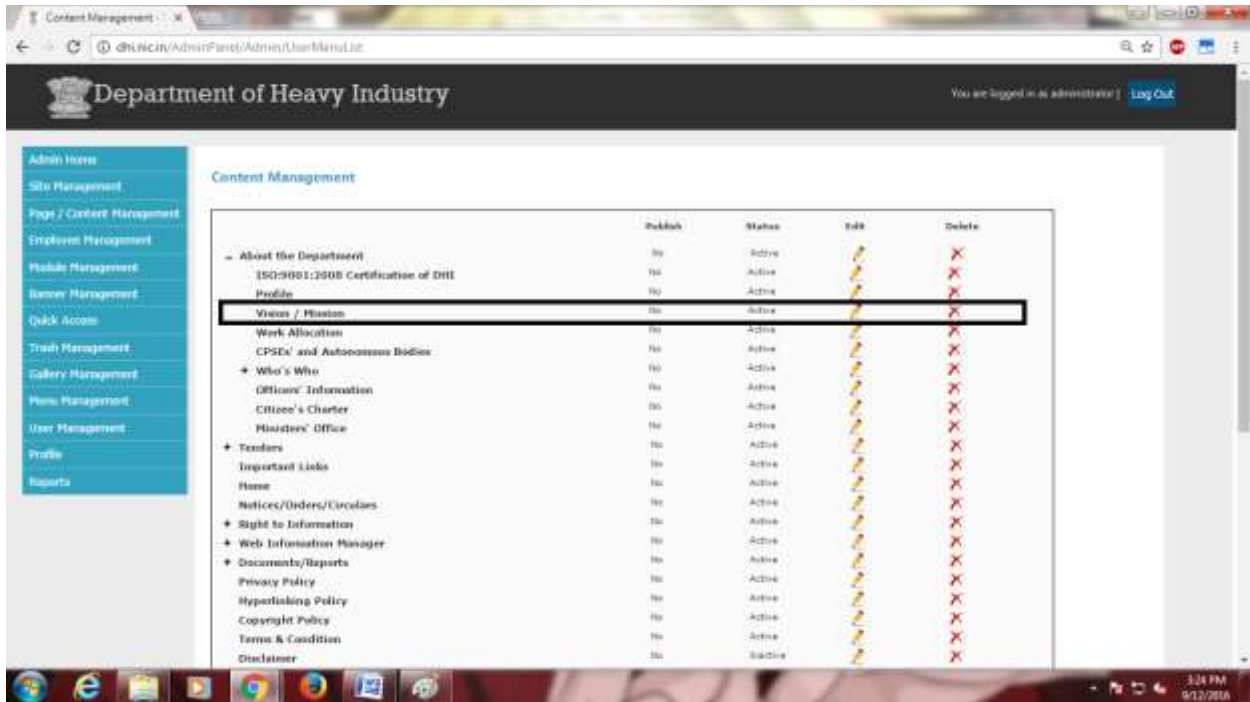 Content Management
dhi.nic.in/AdminPanel/Admin/UserMenuList
Department of Heavy Industry
You are logged in as administrator | Log Out
Admin Home
Site Management
Page / Content Management
Employee Management
Module Management
Banner Management
Quick Access
Trash Management
Gallery Management
Menu Management
User Management
Profile
Reports
Content Management
Publish Status Edit Delete
- About the Department No Active
ISO:9001:2008 Certification of DHI No Active
Profile No Active
Vision / Mission No Active
Work Allocation No Active
CPSEs' and Autonomous Bodies No Active
+ Who's Who No Active
Officers' Information No Active
Citizen's Charter No Active
Ministers' Office No Active
+ Tenders No Active
Important Links No Active
Home No Active
Notices/Orders/Circulars No Active
+ Right to Information No Active
+ Web Information Manager No Active
+ Documents/Reports No Active
Privacy Policy No Active
Hyperlinking Policy No Active
Copyright Policy No Active
Terms & Condition No Active
Disclaimer No Inactive
3:24 PM
9/12/2016